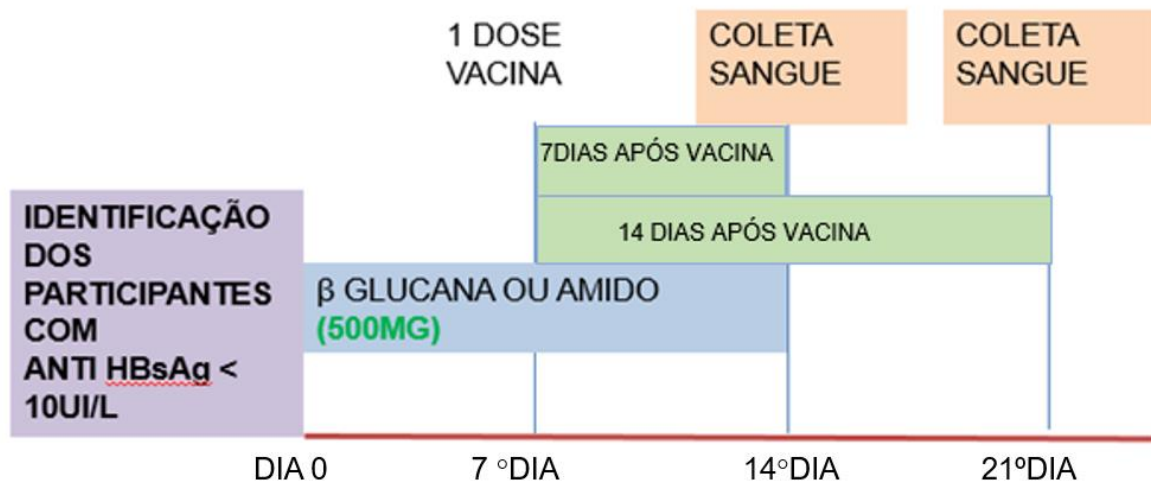 1 DOSE
VACINA
COLETA
SANGUE
COLETA
SANGUE
7DIAS APÓS VACINA
14 DIAS APÓS VACINA
IDENTIFICAÇÃO
DOS
PARTICIPANTES
COM
ANTI HBsAg <
10UI/L
β GLUCANA OU AMIDO
(500MG)
DIA 0
7 °DIA
14°DIA
21ºDIA